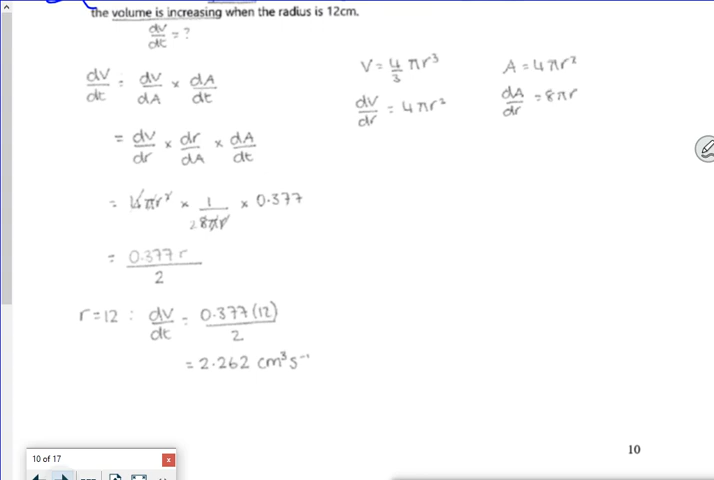 the volume is increasing when the radius is 12cm.
dV/dt = ?
dV/dt = dV/dA × dA/dt
= dV/dr × dr/dA × dA/dt
= 4πr² × 1/8πr × 0.377
2
= 0.377 r / 2
r = 12 : dV/dt = 0.377 (12) / 2
= 2.262 cm³s⁻¹
V = 4/3 πr³
dV/dr = 4πr²
A = 4πr²
dA/dr = 8πr
10
10 of 17
x